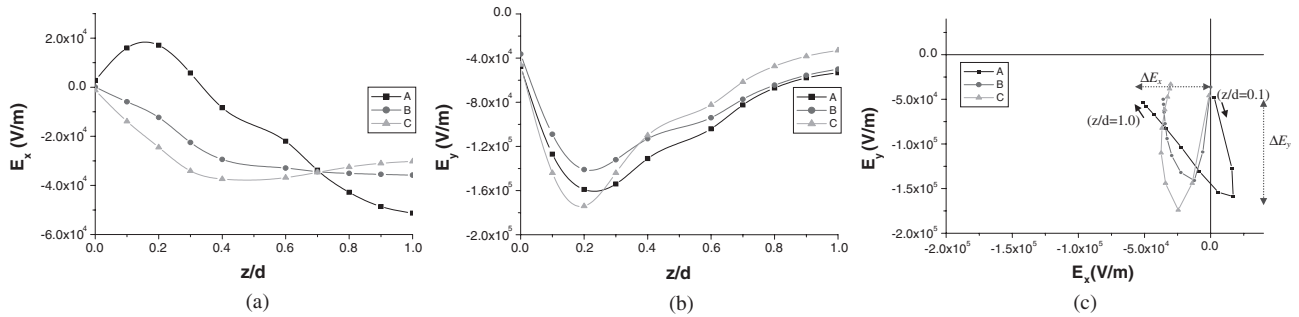 2.0x10⁴
0.0
-2.0x10⁴
-4.0x10⁴
-6.0x10⁴
0.0 0.2 0.4 0.6 0.8 1.0
E_x (V/m)
z/d
A
B
C
(a)
0.0
-4.0x10⁴
-8.0x10⁴
-1.2x10⁵
-1.6x10⁵
-2.0x10⁵
0.0 0.2 0.4 0.6 0.8 1.0
E_y (V/m)
z/d
A
B
C
(b)
0.0
-5.0x10⁴
-1.0x10⁵
-1.5x10⁵
-2.0x10⁵
-2.0x10⁵ -1.5x10⁵ -1.0x10⁵ -5.0x10⁴ 0.0
E_y (V/m)
E_x(V/m)
A
B
C
ΔE_x
(z/d=0.1)
(z/d=1.0)
ΔE_y
(c)